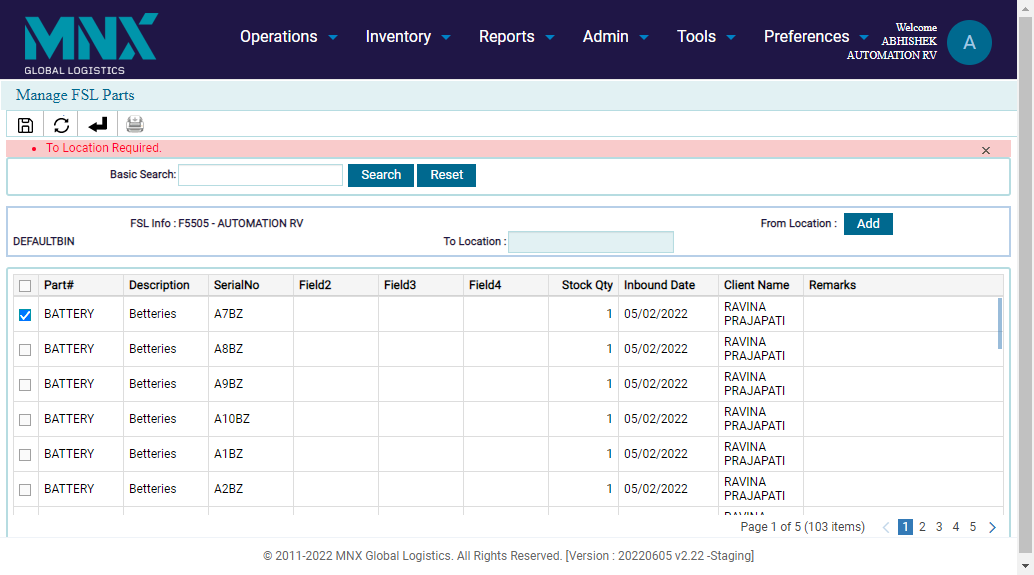 MNX
GLOBAL LOGISTICS
Operations Inventory Reports Admin Tools Preferences
Welcome
ABHISHEK
AUTOMATION RV
A
Manage FSL Parts
To Location Required.
Basic Search: Search Reset
FSL Info : F5505 - AUTOMATION RV From Location : Add
DEFAULTBIN To Location :
Part# Description SerialNo Field2 Field3 Field4 Stock Qty Inbound Date Client Name Remarks
BATTERY Betteries A7BZ 1 05/02/2022 RAVINA
PRAJAPATI
BATTERY Betteries A8BZ 1 05/02/2022 RAVINA
PRAJAPATI
BATTERY Betteries A9BZ 1 05/02/2022 RAVINA
PRAJAPATI
BATTERY Betteries A10BZ 1 05/02/2022 RAVINA
PRAJAPATI
BATTERY Betteries A1BZ 1 05/02/2022 RAVINA
PRAJAPATI
BATTERY Betteries A2BZ 1 05/02/2022 RAVINA
PRAJAPATI
Page 1 of 5 (103 items) 1 2 3 4 5
© 2011-2022 MNX Global Logistics. All Rights Reserved. [Version : 20220605 v2.22 -Staging]